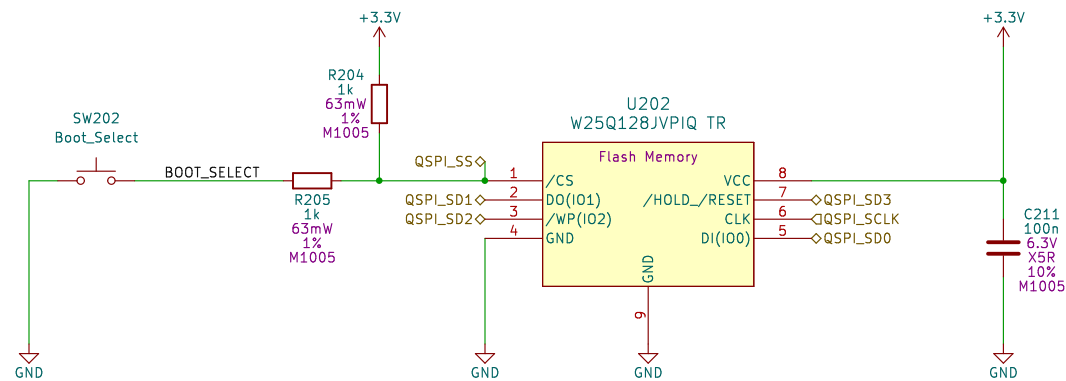 +3.3V
+3.3V
R204
1k
63mW
1%
M1005
U202
W25Q128JVPIQ TR
SW202
Boot_Select
BOOT_SELECT
R205
1k
63mW
1%
M1005
QSPI_SS
QSPI_SD1
QSPI_SD2
1
2
3
4
Flash Memory
/CS
DO(IO1)
/WP(IO2)
GND
VCC
/HOLD_/RESET
CLK
DI(IO0)
GND
8
7
6
5
9
QSPI_SD3
QSPI_SCLK
QSPI_SD0
C211
100n
6.3V
X5R
10%
M1005
GND
GND
GND
GND